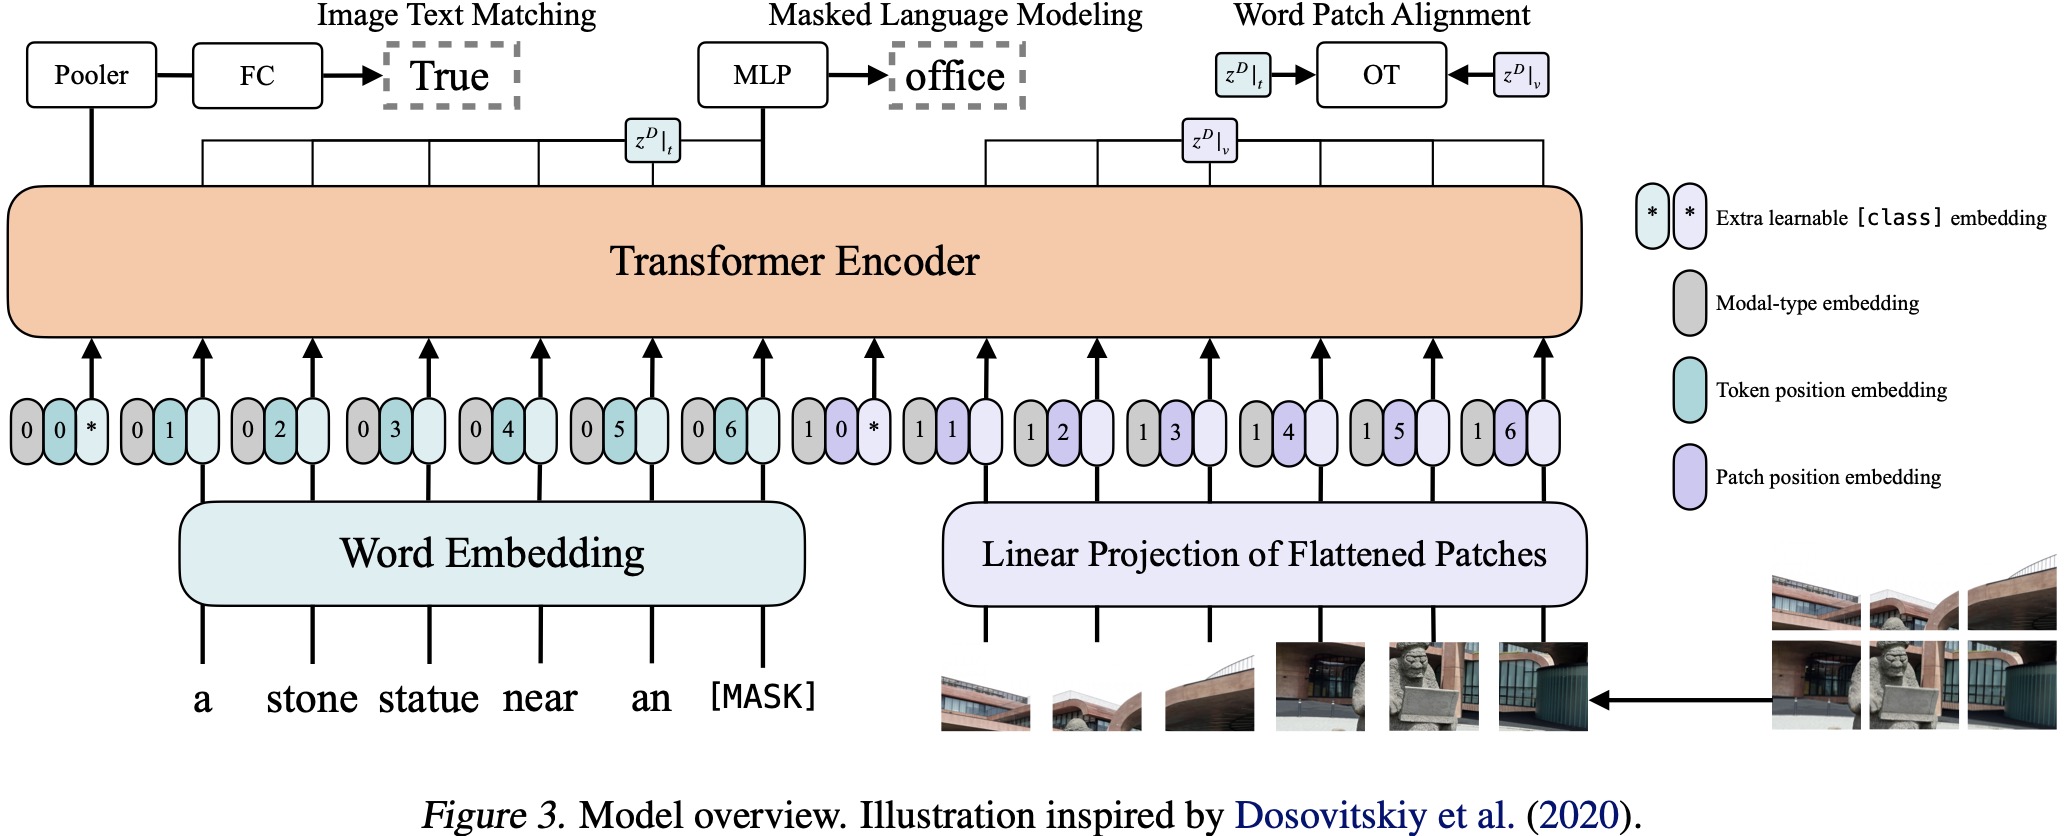 Image Text Matching
Masked Language Modeling
Word Patch Alignment
Pooler
FC
True
MLP
office
z^D|_t
OT
z^D|_v
z^D|_t
z^D|_v
Transformer Encoder
* * Extra learnable [class] embedding
Modal-type embedding
Token position embedding
Patch position embedding
0 0 * 0 1 0 2 0 3 0 4 0 5 0 6 1 0 * 1 1 1 2 1 3 1 4 1 5 1 6
Word Embedding
Linear Projection of Flattened Patches
a stone statue near an [MASK]
Figure 3. Model overview. Illustration inspired by Dosovitskiy et al. (2020).